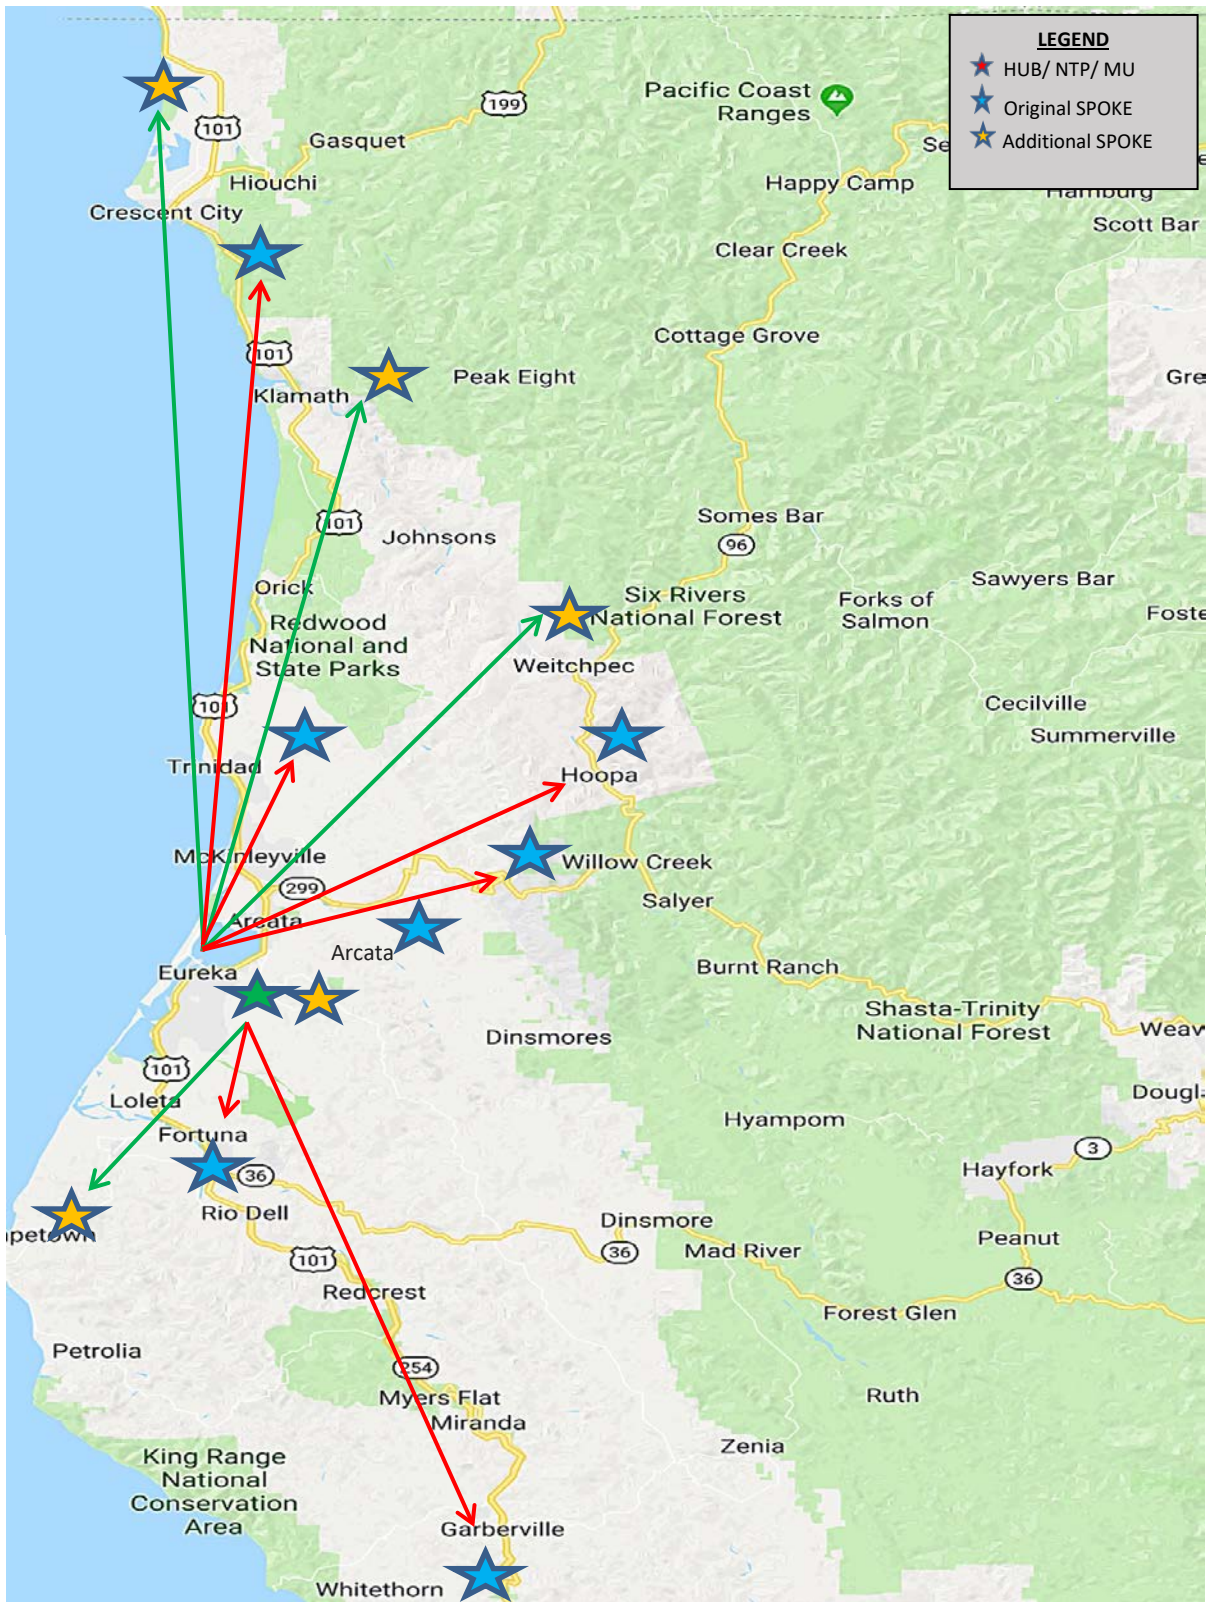 LEGEND
HUB/ NTP/ MU
Original SPOKE
Additional SPOKE
199
Pacific Coast
Ranges
101
Gasquet
Se
Hiouchi
Happy Camp
Hamburg
Crescent City
Scott Bar
Clear Creek
Cottage Grove
101
Peak Eight
Gre
Klamath
Somes Bar
101
Johnsons
96
Sawyers Bar
Orick
Six Rivers
National Forest
Forks of
Salmon
Foste
Redwood
National and
State Parks
Weitchpec
Cecilville
101
Summerville
Trinidad
Hoopa
McKinleyville
Willow Creek
299
Salyer
Arcata
Arcata
Eureka
Burnt Ranch
Shasta-Trinity
National Forest
Weav
Dinsmores
101
Loleta
Dougl
Hyampom
Fortuna
3
Hayfork
36
Rio Dell
Dinsmore
petown
Mad River
Peanut
36
101
36
Redcrest
Forest Glen
Petrolia
254
Myers Flat
Ruth
Miranda
Zenia
King Range
National
Conservation
Area
Garberville
Whitethorn